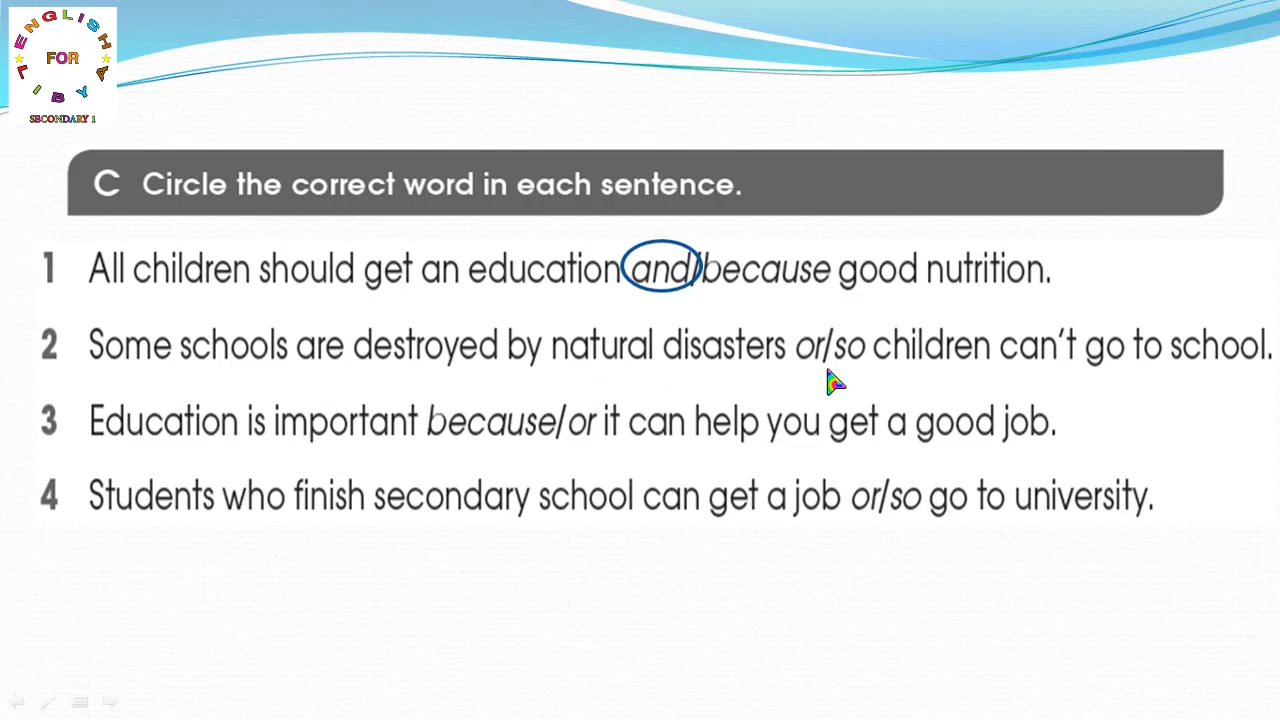 ENGLISH
FOR
LIBYA
SECONDARY 1
C Circle the correct word in each sentence.
1 All children should get an education and/because good nutrition.
2 Some schools are destroyed by natural disasters or/so children can't go to school.
3 Education is important because/or it can help you get a good job.
4 Students who finish secondary school can get a job or/so go to university.